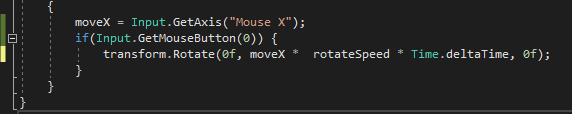 {
moveX = Input.GetAxis("Mouse X");
if(Input.GetMouseButton(0)) {
transform.Rotate(0f, moveX *  rotateSpeed * Time.deltaTime, 0f);
}
}
}